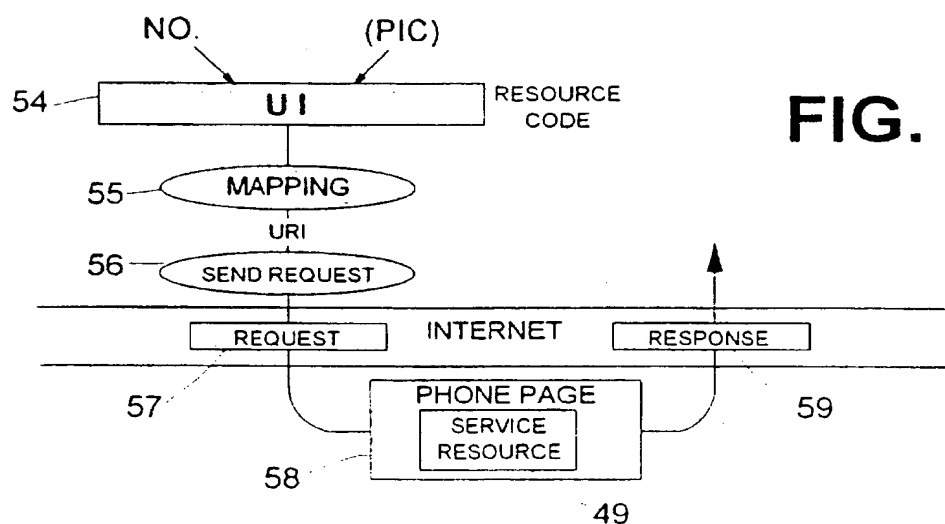 NO.
(PIC)
54
UI
RESOURCE
CODE
FIG.
55
MAPPING
URI
56
SEND REQUEST
REQUEST
INTERNET
RESPONSE
57
PHONE PAGE
59
SERVICE
RESOURCE
58
49